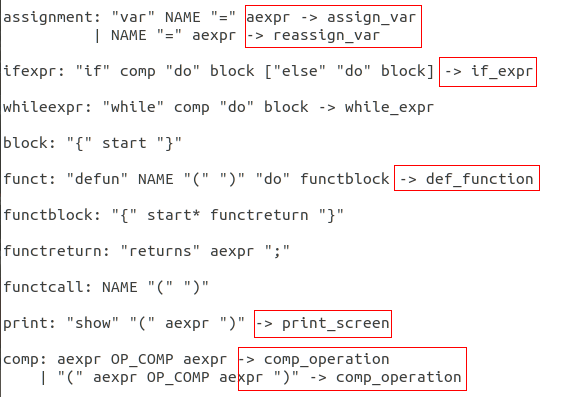 assignment: "var" NAME "=" aexpr -> assign_var
| NAME "=" aexpr -> reassign_var
ifexpr: "if" comp "do" block ["else" "do" block] -> if_expr
whileexpr: "while" comp "do" block -> while_expr
block: "{" start "}"
funct: "defun" NAME "(" ")" "do" functblock -> def_function
functblock: "{" start* functreturn "}"
functreturn: "returns" aexpr ";"
functcall: NAME "(" ")"
print: "show" "(" aexpr ")" -> print_screen
comp: aexpr OP_COMP aexpr -> comp_operation
| "(" aexpr OP_COMP aexpr ")" -> comp_operation